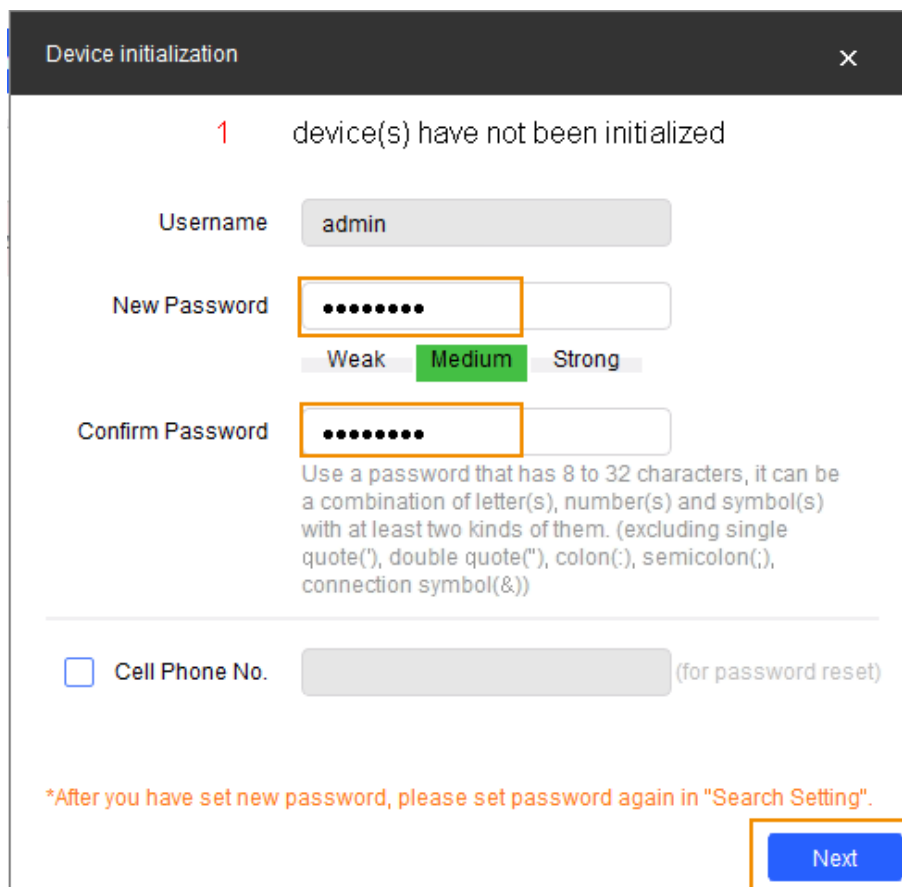 Device initialization
1 device(s) have not been initialized
Username admin
New Password ••••••••
Weak Medium Strong
Confirm Password ••••••••
Use a password that has 8 to 32 characters, it can be
a combination of letter(s), number(s) and symbol(s)
with at least two kinds of them. (excluding single
quote('), double quote("), colon(:), semicolon(;),
connection symbol(&))
Cell Phone No. (for password reset)
*After you have set new password, please set password again in "Search Setting".
Next